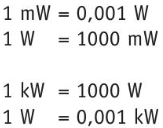 1 mW = 0,001 W
1 W = 1000 mW
1 kW = 1000 W
1 W = 0,001 kW